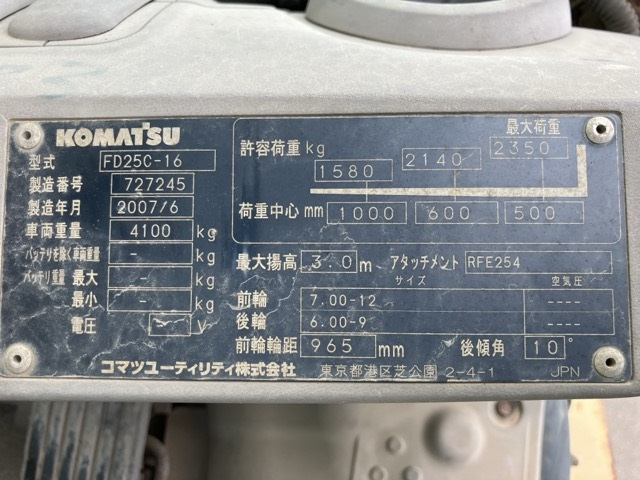 KOMATSU
型式 FD25C-16
製造番号 727245
製造年月 2007/6
車両重量 4100 kg
バッテリを除く車両重量 - kg
バッテリ重量 最大 - kg
最小 - kg
電圧 - V
最大荷重
許容荷重 kg 1580 2140 2350
荷重中心 mm 1000 600 500
最大揚高 3.0 m アタッチメント RFE254
サイズ 空気圧
前輪 7.00-12 ----
後輪 6.00-9 ----
前輪輪距 965 mm 後傾角 10°
コマツユーティリティ株式会社 東京都港区芝公園 2-4-1 JPN